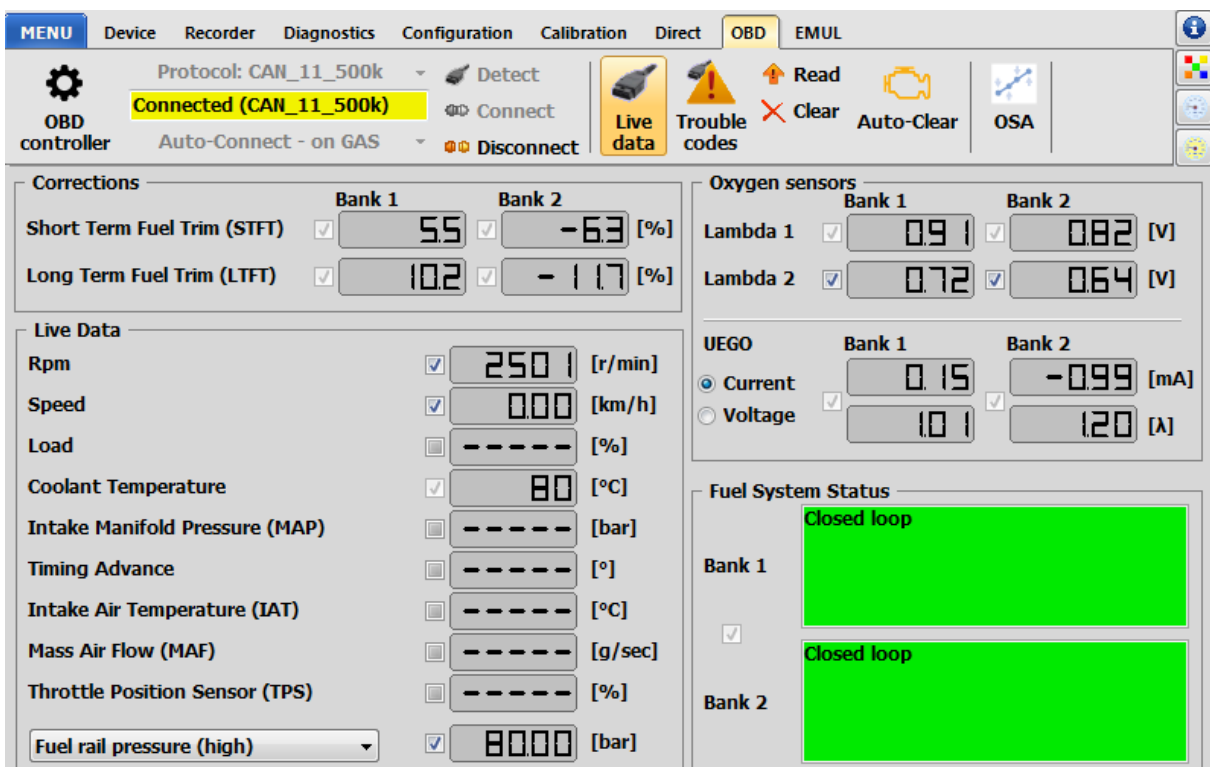 MENU Device Recorder Diagnostics Configuration Calibration Direct OBD EMUL
OBD controller
Protocol: CAN_11_500k
Connected (CAN_11_500k)
Auto-Connect - on GAS
Detect
Connect
Disconnect
Live data
Trouble codes
Read
Clear
Auto-Clear
OSA
Corrections
Bank 1 Bank 2
Short Term Fuel Trim (STFT) 5.5 -6.3 [%]
Long Term Fuel Trim (LTFT) 10.2 -11.7 [%]
Live Data
Rpm 2501 [r/min]
Speed 0.00 [km/h]
Load ----- [%]
Coolant Temperature 80 [°C]
Intake Manifold Pressure (MAP) ----- [bar]
Timing Advance ----- [°]
Intake Air Temperature (IAT) ----- [°C]
Mass Air Flow (MAF) ----- [g/sec]
Throttle Position Sensor (TPS) ----- [%]
Fuel rail pressure (high) 80.00 [bar]
Oxygen sensors
Bank 1 Bank 2
Lambda 1 0.91 0.82 [V]
Lambda 2 0.72 0.64 [V]
UEGO Bank 1 Bank 2
Current 0.15 -0.99 [mA]
Voltage 1.01 1.20 [λ]
Fuel System Status
Bank 1 Closed loop
Bank 2 Closed loop